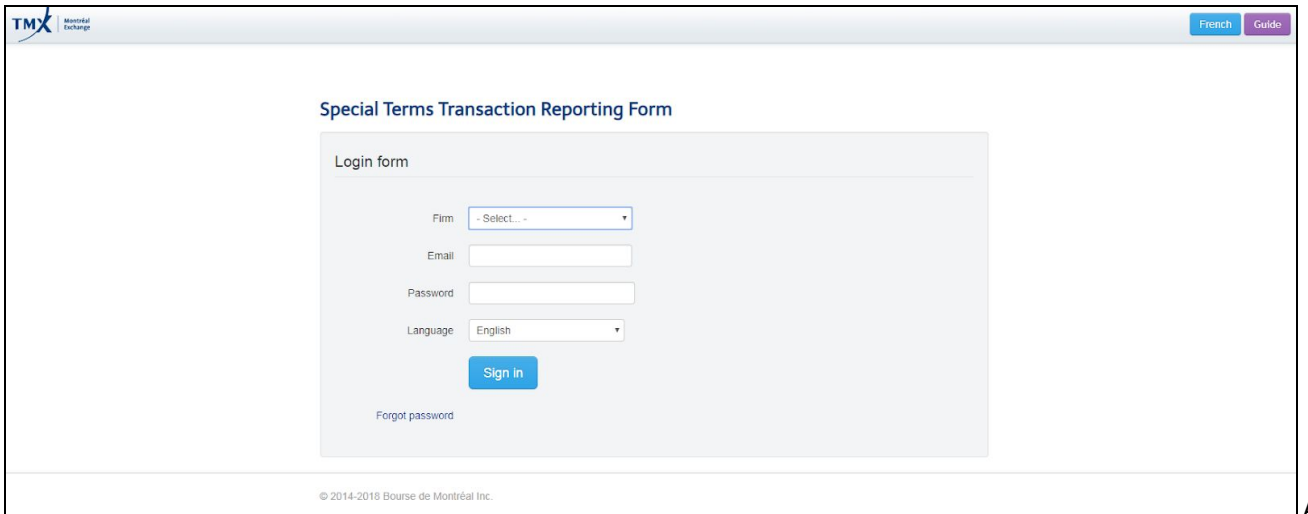 TMX Montréal
Exchange
French Guide
Special Terms Transaction Reporting Form
Login form
Firm - Select... -
Email
Password
Language English
Sign in
Forgot password
© 2014-2018 Bourse de Montréal Inc.